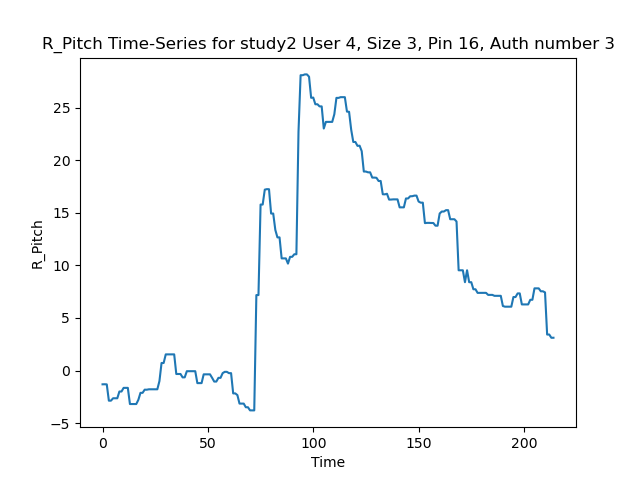 R_Pitch Time-Series for study2 User 4, Size 3, Pin 16, Auth number 3
25
20
15
10
5
0
−5
R_Pitch
0 50 100 150 200
Time